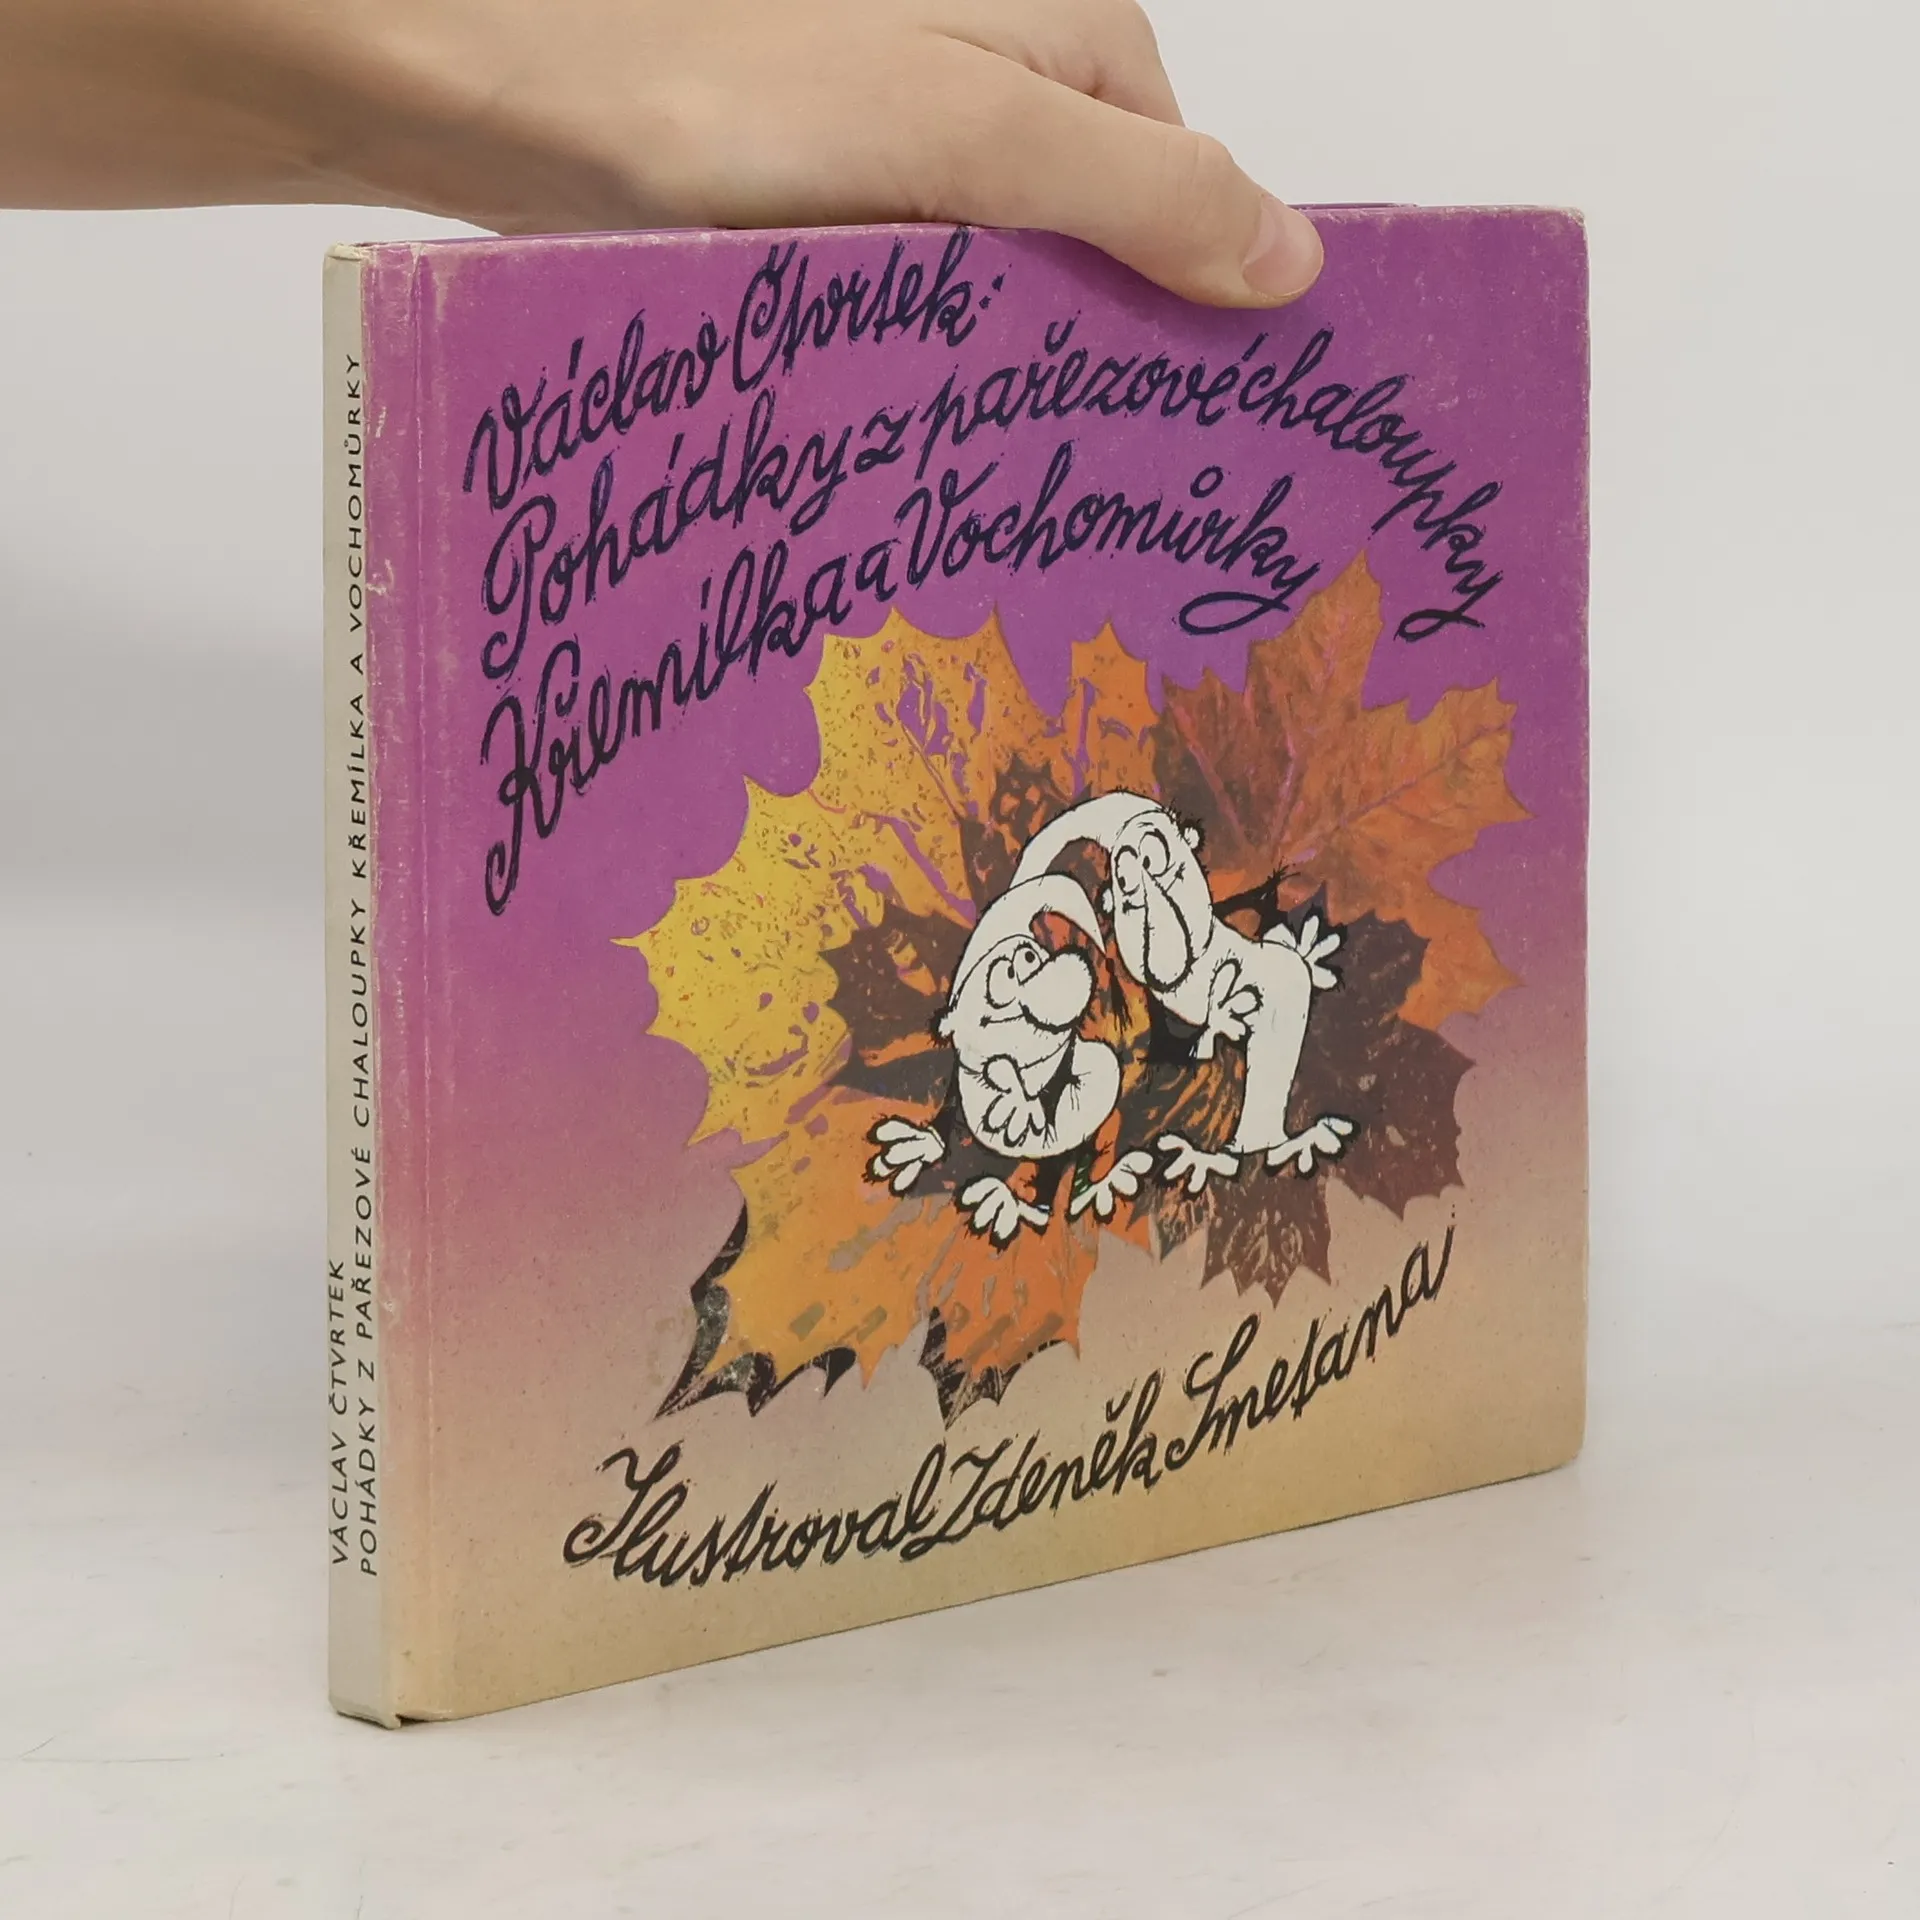 Václav Čtvrtek:
Pohádky z pařezové chaloupky
Křemílka a Vochomůrky
Ilustroval Zdeněk Smetana
VÁCLAV ČTVRTEK
POHÁDKY Z PAŘEZOVÉ CHALOUPKY KŘEMÍLKA A VOCHOMŮRKY